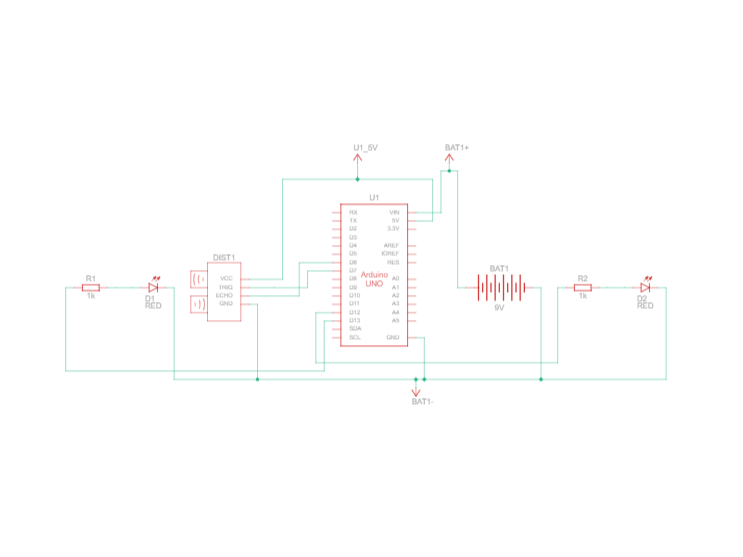 U1_5V
BAT1+
U1
RX
TX
D2
D3
D4
D5
D6
D7
D8
D9
D10
D11
D12
D13
SDA
SCL
VIN
5V
3.3V
AREF
IOREF
RES
A0
A1
A2
A3
A4
A5
GND
Arduino
UNO
DIST1
VCC
TRIG
ECHO
GND
R1
1k
D1
RED
BAT1
9V
R2
1k
D2
RED
BAT1-